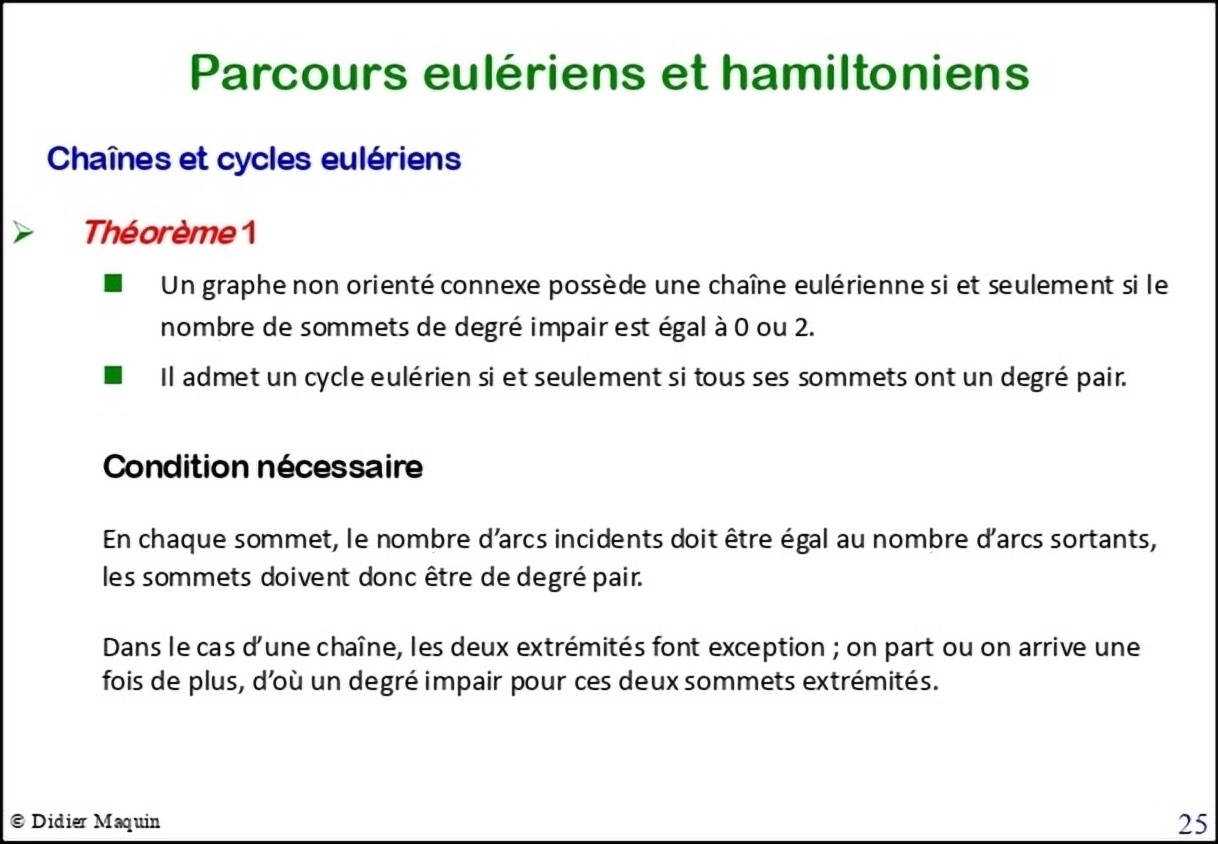 Parcours eulériens et hamiltoniens
Chaînes et cycles eulériens
Théorème 1
Un graphe non orienté connexe possède une chaîne eulérienne si et seulement si le
nombre de sommets de degré impair est égal à 0 ou 2.
Il admet un cycle eulérien si et seulement si tous ses sommets ont un degré pair.
Condition nécessaire
En chaque sommet, le nombre d’arcs incidents doit être égal au nombre d’arcs sortants,
les sommets doivent donc être de degré pair.
Dans le cas d’une chaîne, les deux extrémités font exception ; on part ou on arrive une
fois de plus, d’où un degré impair pour ces deux sommets extrémités.
© Didier Maquin
25